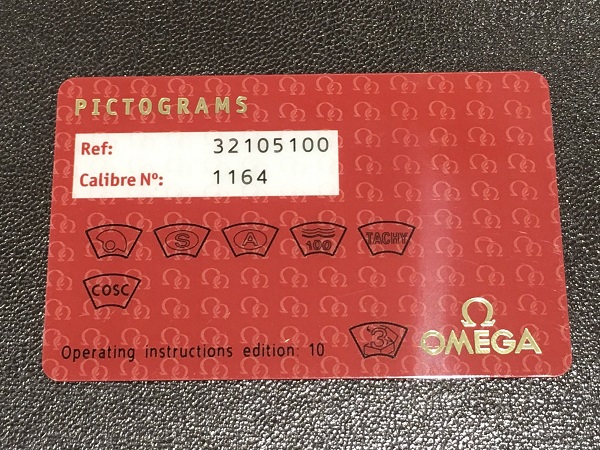 PICTOGRAMS
Ref: 32105100
Calibre Nº: 1164
S A 100 TACHY
COSC
3
Operating instructions edition: 10
Ω OMEGA